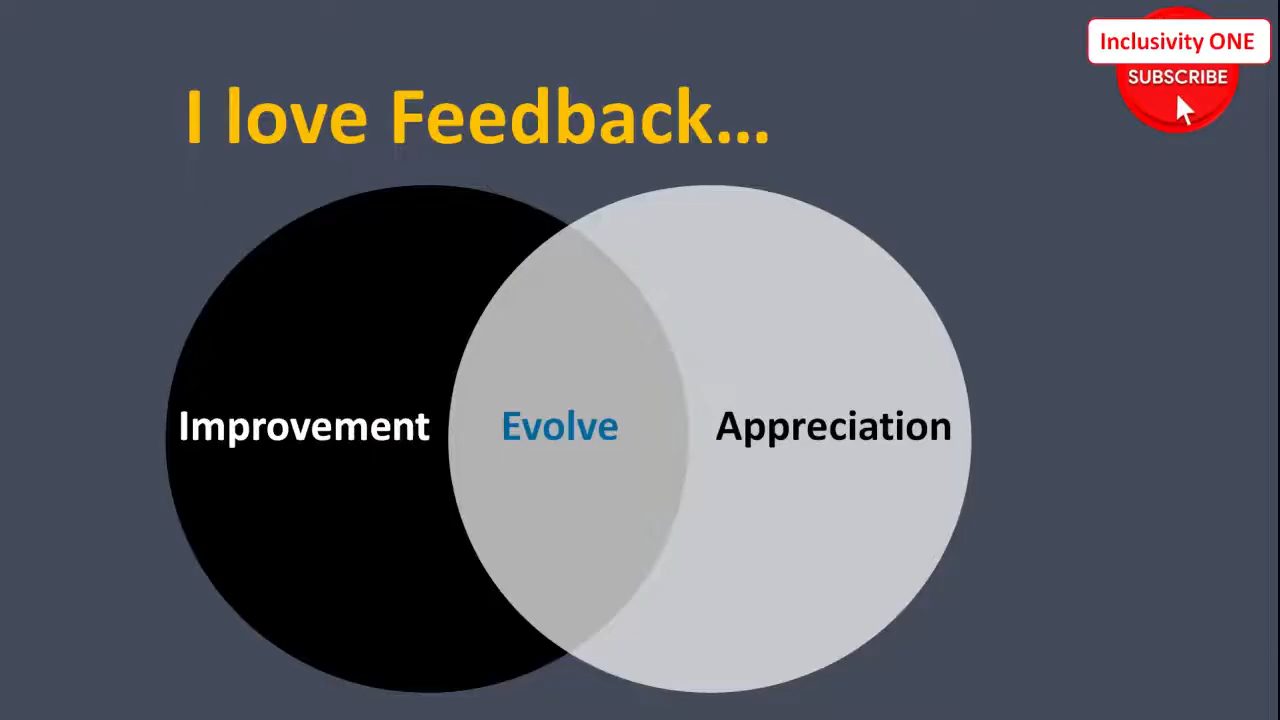 I love Feedback...
Inclusivity ONE
SUBSCRIBE
Improvement
Evolve
Appreciation